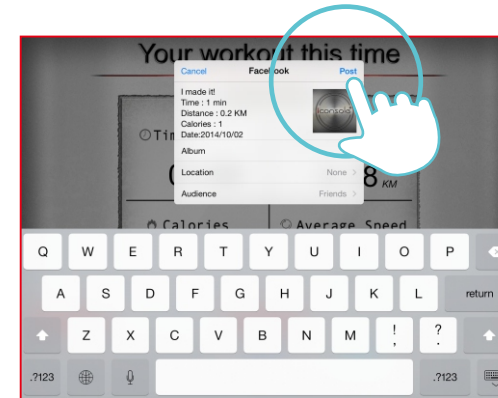 Your workout this time
Cancel Facebook Post
I made it!
Time : 1 min
Distance : 0.2 KM
Calories : 1
Date:2014/10/02
Album
Location None >
Audience Friends >
8 KM
Calories Average Speed
Q W E R T Y U I O P
A S D F G H J K L return
Z X C V B N M ! , ? .
.?123 .?123